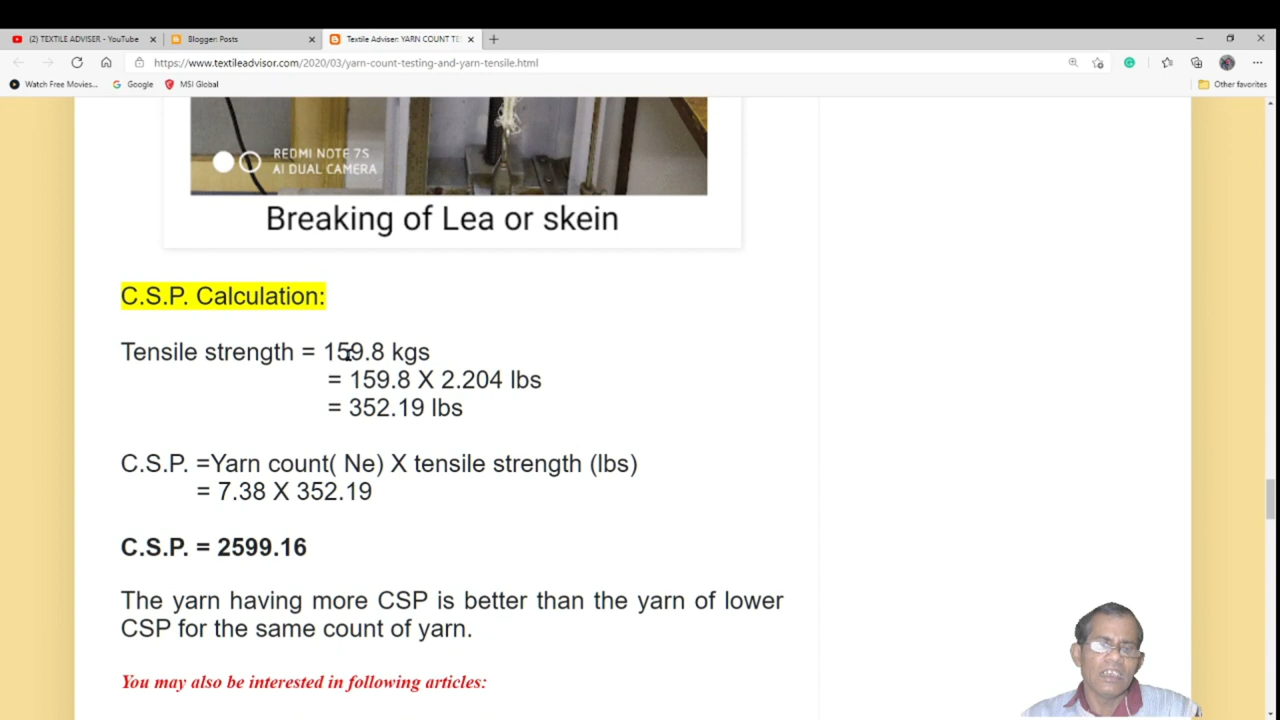 (2) TEXTILE ADVISER - YouTube
Blogger: Posts
Textile Adviser: YARN COUNT TE
https://www.textileadvisor.com/2020/03/yarn-count-testing-and-yarn-tensile.html
Watch Free Movies...
Google
MSI Global
Other favorites
REDMI NOTE 7S
AI DUAL CAMERA
Breaking of Lea or skein
C.S.P. Calculation:
Tensile strength = 159.8 kgs
= 159.8 X 2.204 lbs
= 352.19 lbs
C.S.P. =Yarn count( Ne) X tensile strength (lbs)
= 7.38 X 352.19
C.S.P. = 2599.16
The yarn having more CSP is better than the yarn of lower
CSP for the same count of yarn.
You may also be interested in following articles: